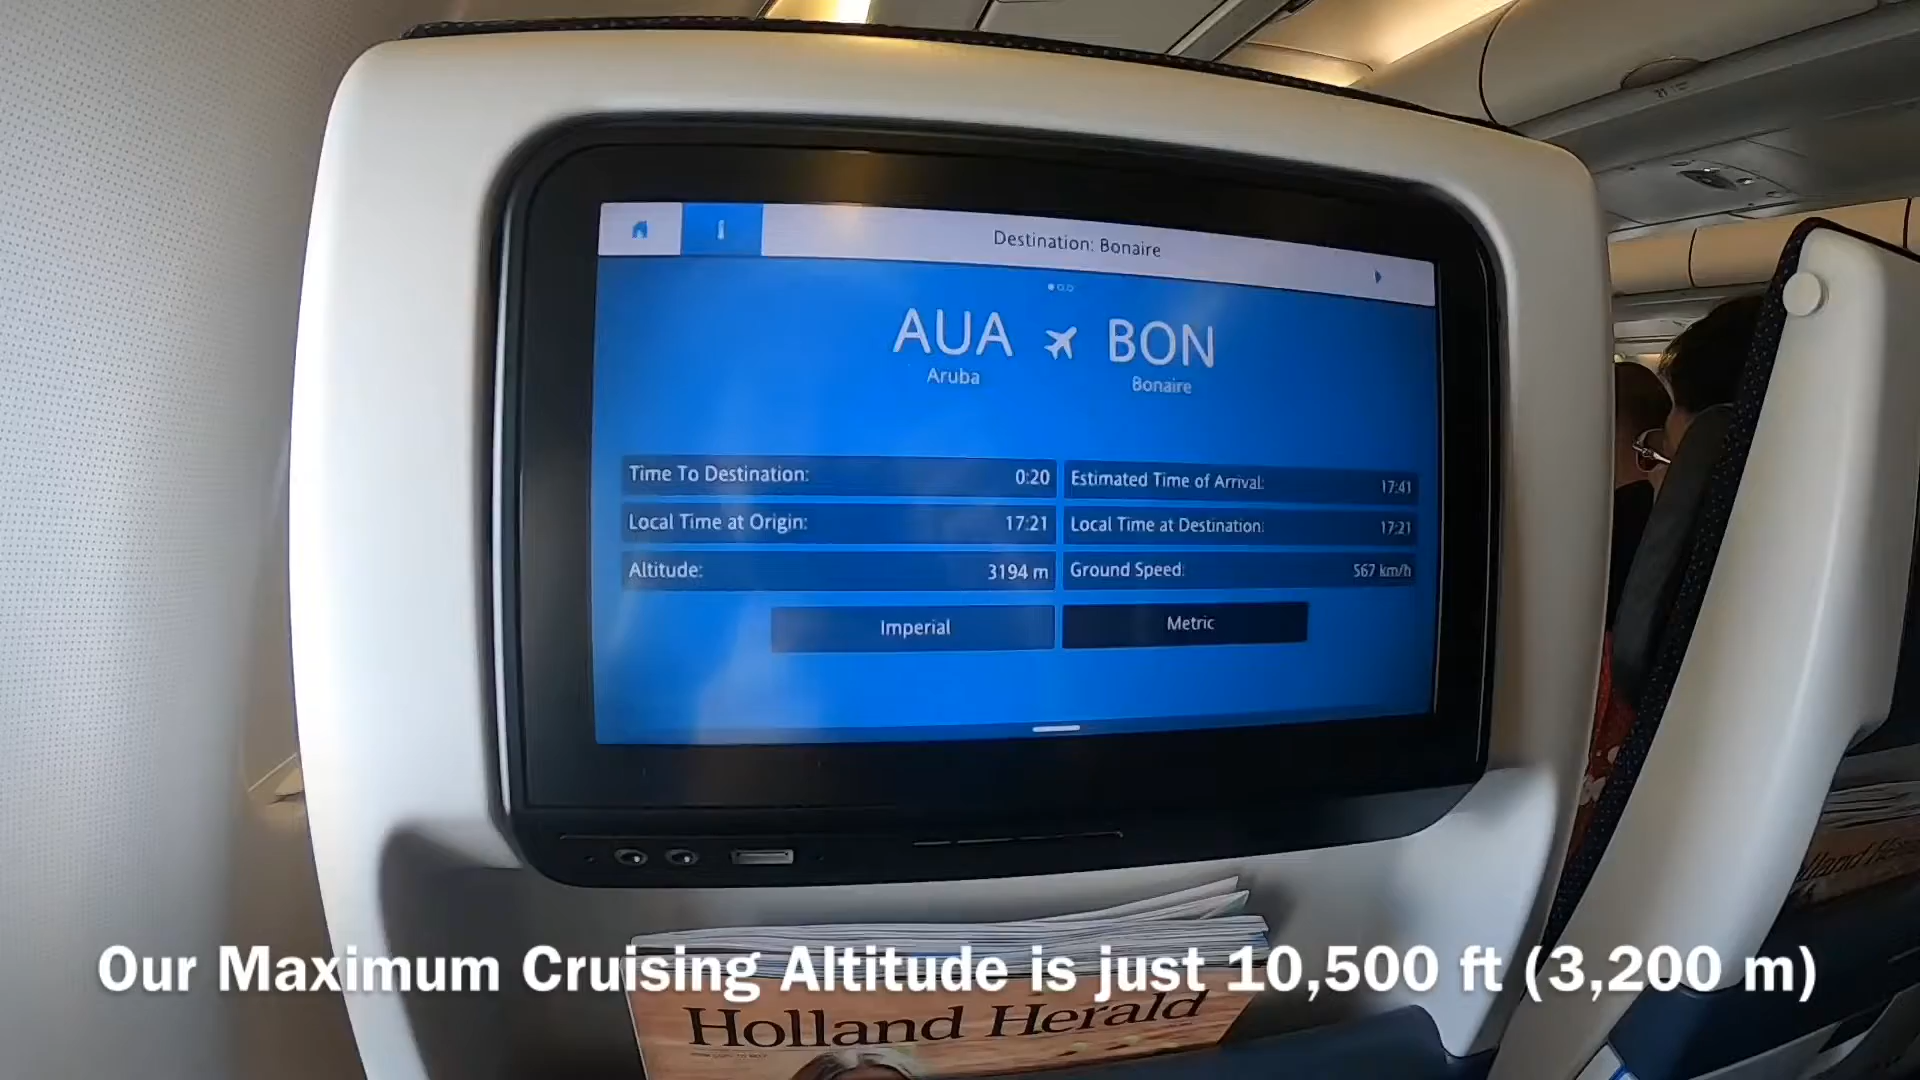 Destination: Bonaire
AUA BON
Aruba Bonaire
Time To Destination: 0:20 Estimated Time of Arrival: 17:41
Local Time at Origin: 17:21 Local Time at Destination: 17:21
Altitude: 3194 m Ground Speed: 567 km/h
Imperial Metric
Our Maximum Cruising Altitude is just 10,500 ft (3,200 m)
Holland Herald